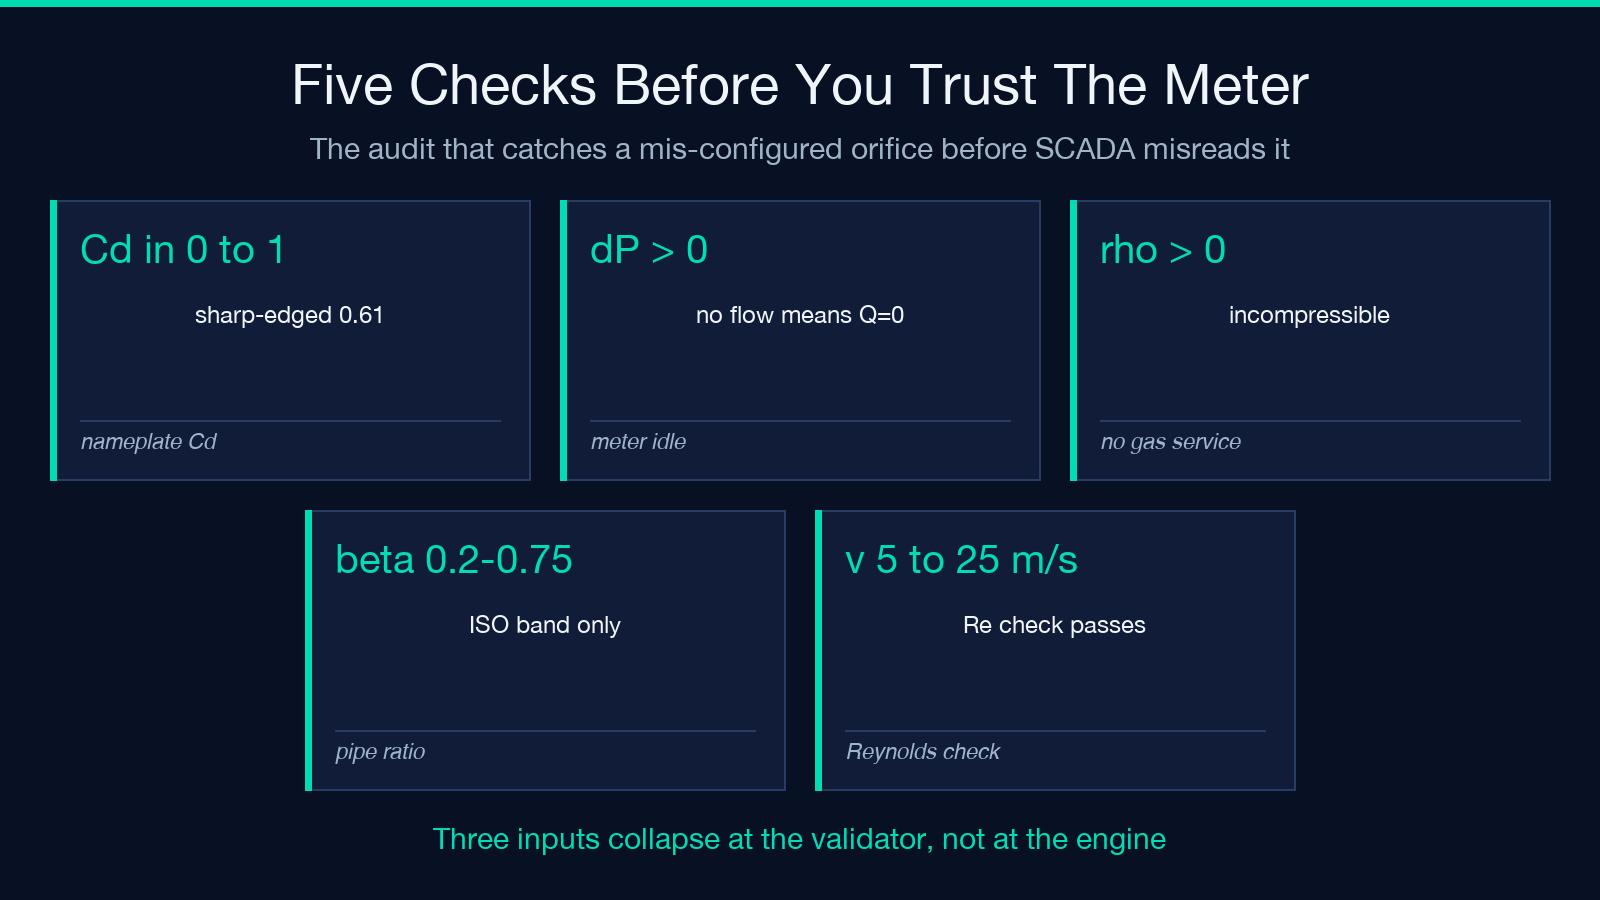 Five Checks Before You Trust The Meter
The audit that catches a mis-configured orifice before SCADA misreads it
Cd in 0 to 1
sharp-edged 0.61
nameplate Cd
dP > 0
no flow means Q=0
meter idle
rho > 0
incompressible
no gas service
beta 0.2-0.75
ISO band only
pipe ratio
v 5 to 25 m/s
Re check passes
Reynolds check
Three inputs collapse at the validator, not at the engine